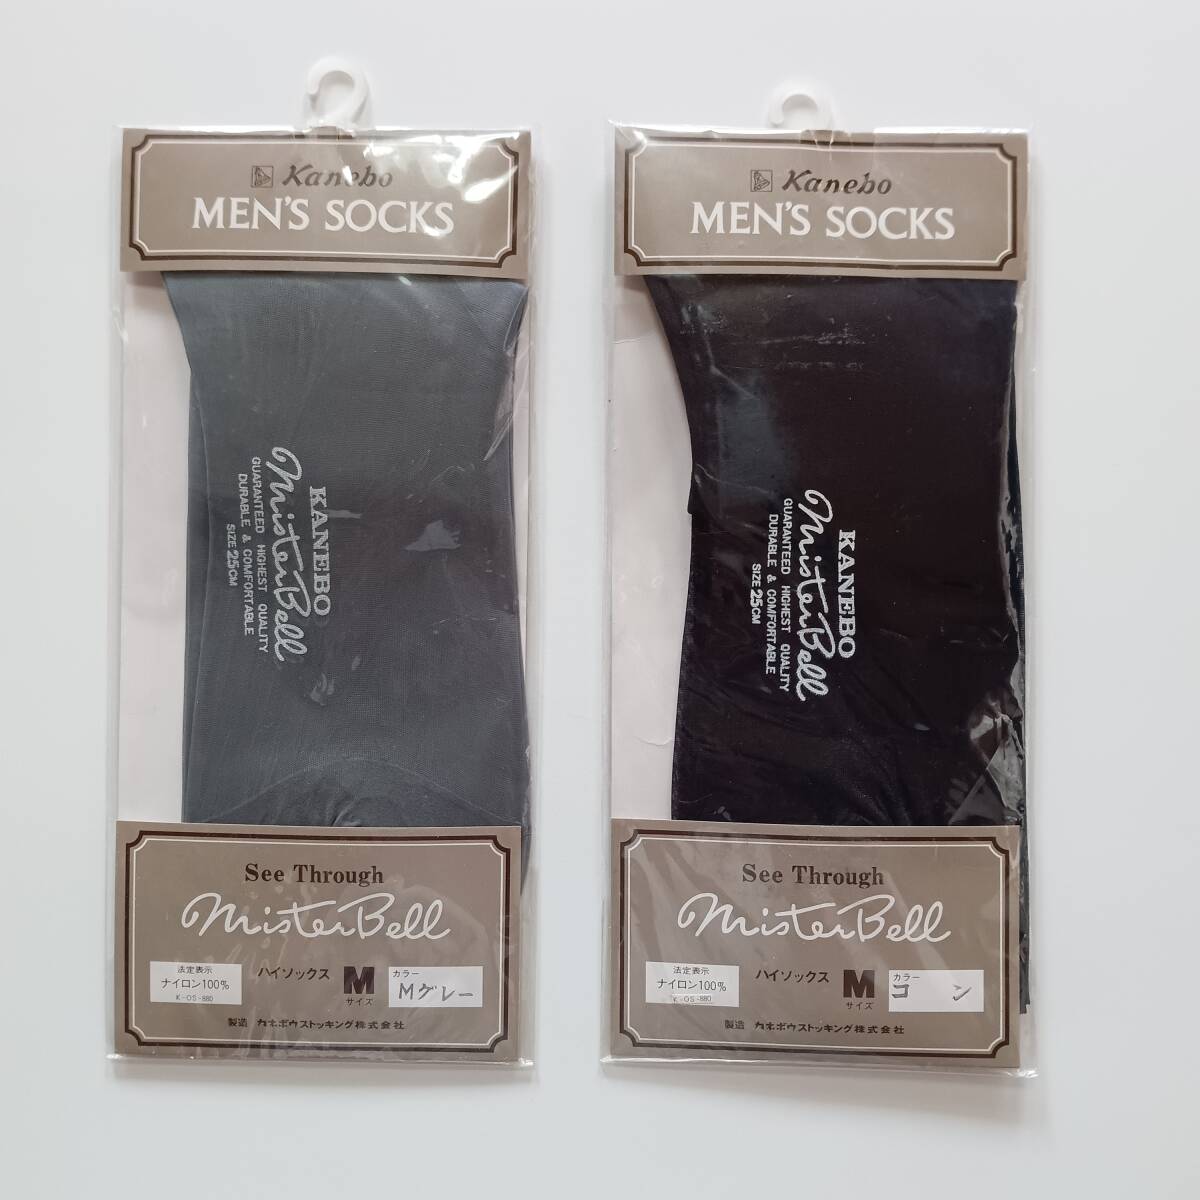 Kanebo
MEN'S SOCKS
KANEBO
MisterBell
GUARANTEED HIGHEST QUALITY
DURABLE & COMFORTABLE
SIZE 25CM
See Through
MisterBell
法定表示
ナイロン100%
K-OS-880
ハイソックス
M
サイズ
カラー
Mグレー
製造 カネボウストッキング株式会社
Kanebo
MEN'S SOCKS
KANEBO
MisterBell
GUARANTEED HIGHEST QUALITY
DURABLE & COMFORTABLE
SIZE 25CM
See Through
MisterBell
法定表示
ナイロン100%
K-OS-880
ハイソックス
M
サイズ
カラー
コン
製造 カネボウストッキング株式会社